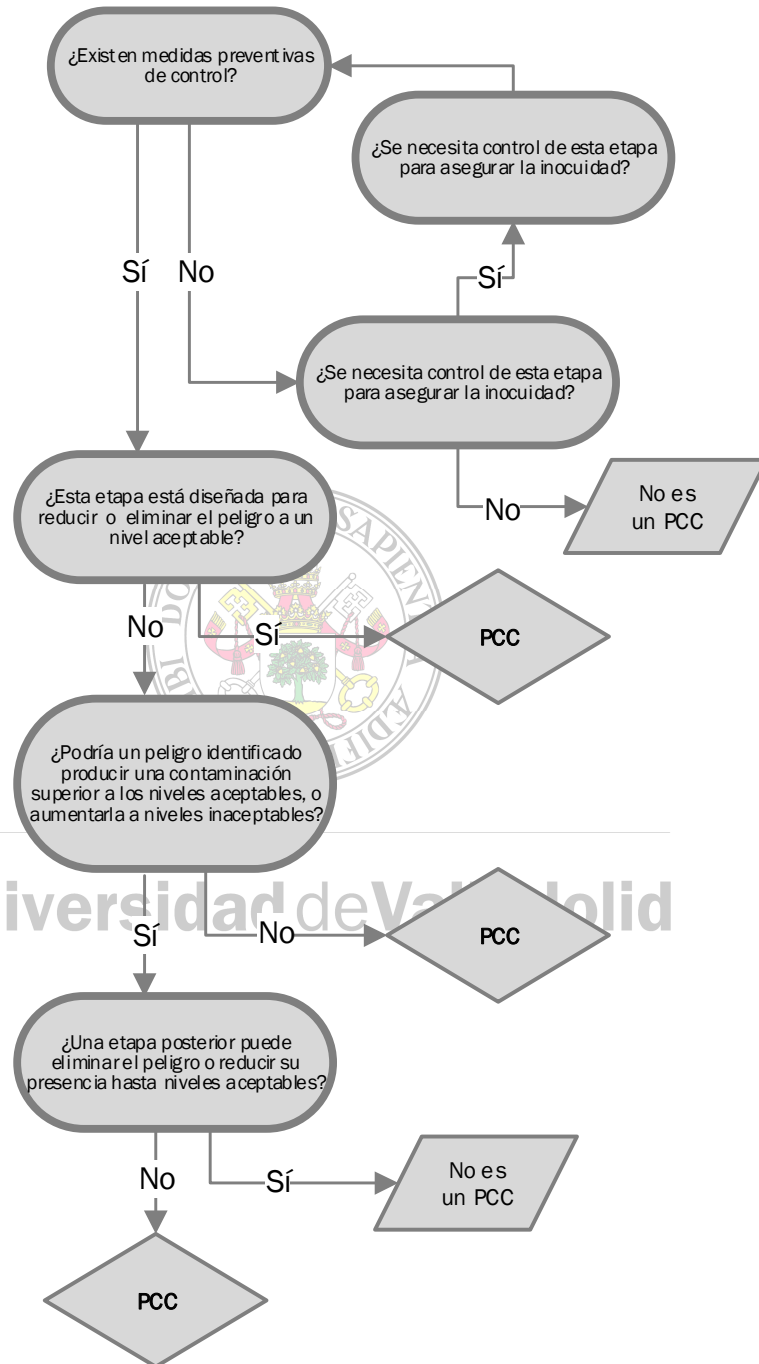 ¿Existen medidas preventivas
de control?
¿Se necesita control de esta etapa
para asegurar la inocuidad?
Sí
No
Sí
¿Se necesita control de esta etapa
para asegurar la inocuidad?
¿Esta etapa está diseñada para
reducir o eliminar el peligro a un
nivel aceptable?
No
No es
un PCC
No
Sí
PCC
¿Podría un peligro identificado
producir una contaminación
superior a los niveles aceptables, o
aumentarla a niveles inaceptables?
iversidad de Va olid
Sí
No
PCC
¿Una etapa posterior puede
eliminar el peligro o reducir su
presencia hasta niveles aceptables?
No
Sí
No es
un PCC
PCC